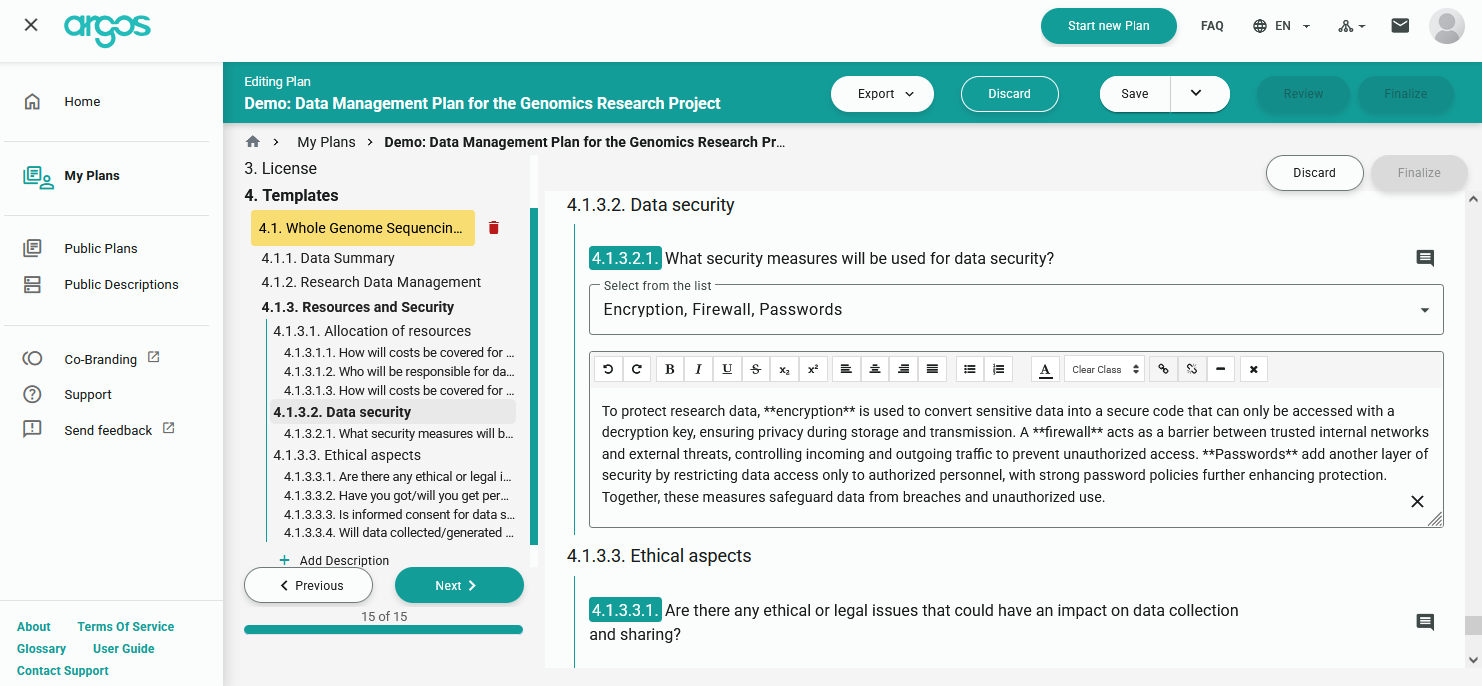 argos
Start new Plan
FAQ
EN
Editing Plan
Demo: Data Management Plan for the Genomics Research Project
Export
Discard
Save
Review
Finalize
Home
My Plans
Public Plans
Public Descriptions
Co-Branding
Support
Send feedback
About
Terms Of Service
Glossary
User Guide
Contact Support
My Plans
Demo: Data Management Plan for the Genomics Research Pr…
3. License
4. Templates
4.1. Whole Genome Sequencin…
4.1.1. Data Summary
4.1.2. Research Data Management
4.1.3. Resources and Security
4.1.3.1. Allocation of resources
4.1.3.1.1. How will costs be covered for …
4.1.3.1.2. Who will be responsible for da…
4.1.3.1.3. How will costs be covered for …
4.1.3.2. Data security
4.1.3.2.1. What security measures will b…
4.1.3.3. Ethical aspects
4.1.3.3.1. Are there any ethical or legal i…
4.1.3.3.2. Have you got/will you get per…
4.1.3.3.3. Is informed consent for data s…
4.1.3.3.4. Will data collected/generated …
+ Add Description
Previous
Next
15 of 15
Discard
Finalize
4.1.3.2. Data security
4.1.3.2.1. What security measures will be used for data security?
Select from the list
Encryption, Firewall, Passwords
B I U S x₂ x² A Clear Class
To protect research data, **encryption** is used to convert sensitive data into a secure code that can only be accessed with a
decryption key, ensuring privacy during storage and transmission. A **firewall** acts as a barrier between trusted internal networks
and external threats, controlling incoming and outgoing traffic to prevent unauthorized access. **Passwords** add another layer of
security by restricting data access only to authorized personnel, with strong password policies further enhancing protection.
Together, these measures safeguard data from breaches and unauthorized use.
4.1.3.3. Ethical aspects
4.1.3.3.1. Are there any ethical or legal issues that could have an impact on data collection
and sharing?